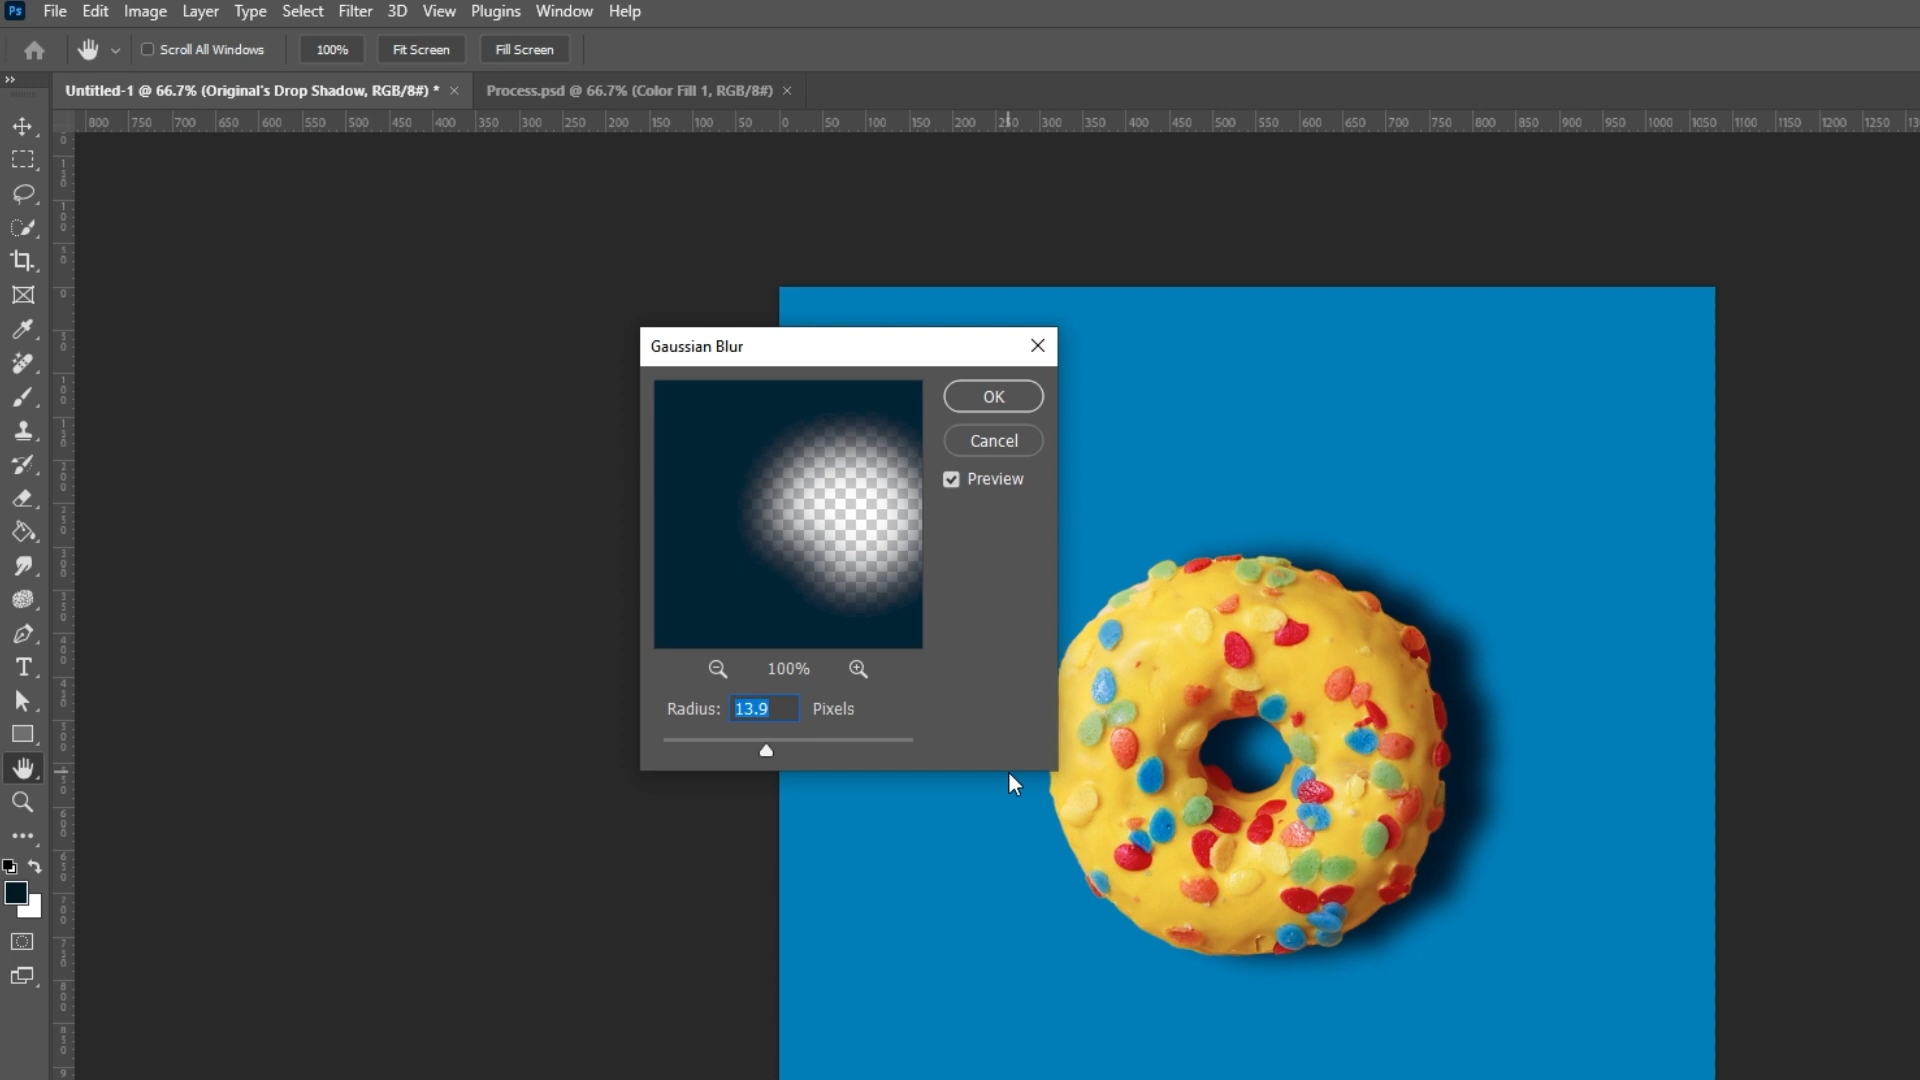 Ps File Edit Image Layer Type Select Filter 3D View Plugins Window Help
Scroll All Windows 100% Fit Screen Fill Screen
Untitled-1 @ 66.7% (Original's Drop Shadow, RGB/8#) * × Process.psd @ 66.7% (Color Fill 1, RGB/8#) ×
800 750 700 650 600 550 500 450 400 350 300 250 200 150 100 50 0 50 100 150 200 250 300 350 400 450 500 550 600 650 700 750 800 850 900 950 1000 1050 1100 1150 1200 1250
Gaussian Blur
OK
Cancel
Preview
100%
Radius: 13.9 Pixels